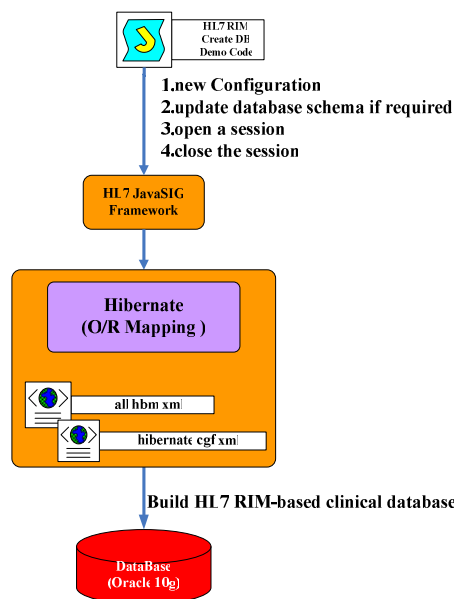 HL7 RIM
Create DB
Demo Code
1.new Configuration
2.update database schema if required
3.open a session
4.close the session
HL7 JavaSIG
Framework
Hibernate
(O/R Mapping )
all hbm xml
hibernate cgf xml
Build HL7 RIM-based clinical database
DataBase
(Oracle 10g)